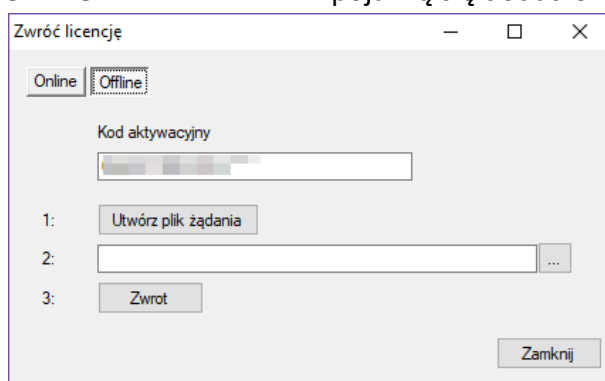 Zwróć licencję
Online Offline
Kod aktywacyjny
1: Utwórz plik żądania
2: ...
3: Zwrot
Zamknij